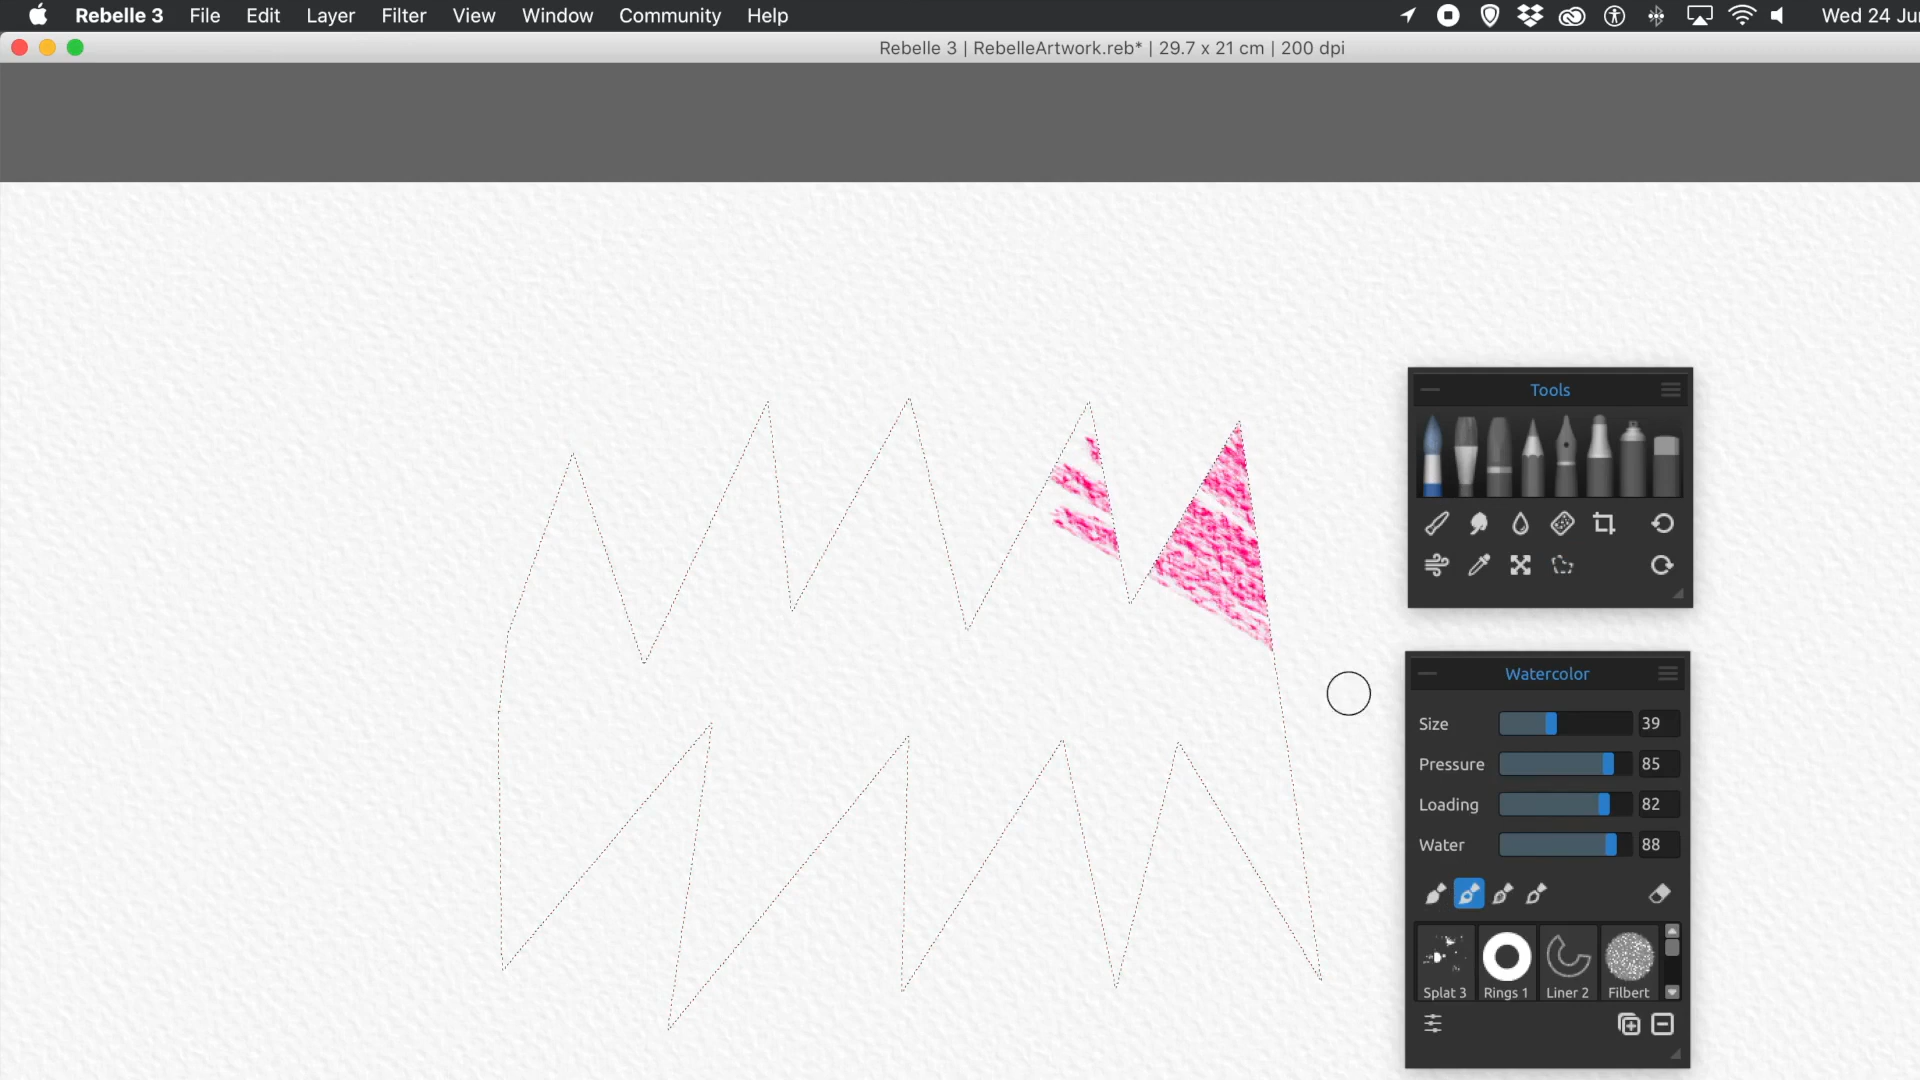 Rebelle 3 File Edit Layer Filter View Window Community Help Wed 24 Ju
Rebelle 3 | RebelleArtwork.reb* | 29.7 x 21 cm | 200 dpi
Tools
Watercolor
Size 39
Pressure 85
Loading 82
Water 88
Splat 3 Rings 1 Liner 2 Filbert